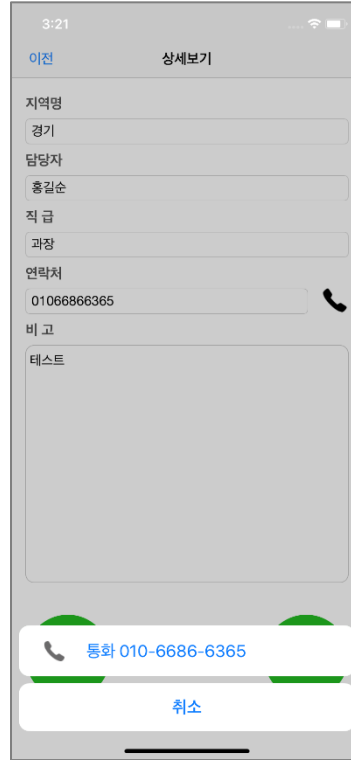 3:21
이전
상세보기
지역명
경기
담당자
홍길순
직 급
과장
연락처
01066866365
비 고
테스트
통화 010-6686-6365
취소